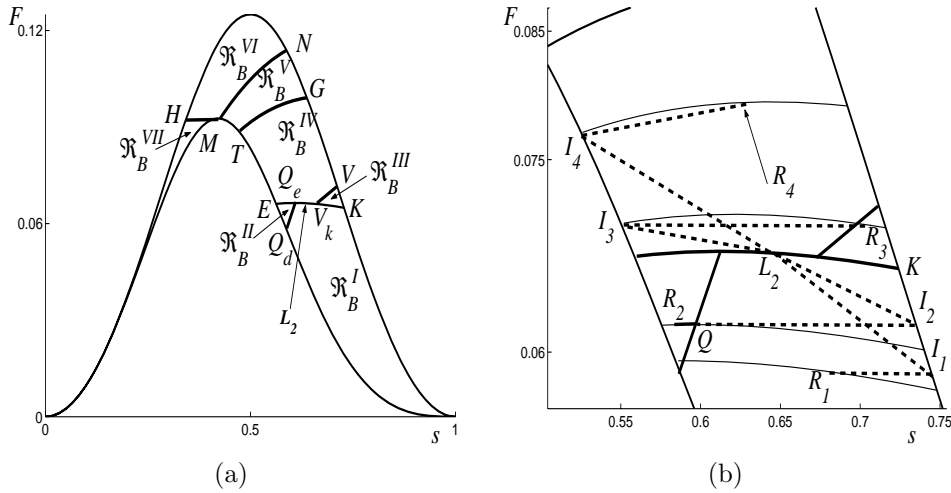 F
0.12
0.06
0
0
0.5
1
s
H
M
N
G
T
E
Q_e
Q_d
V
V_k
K
L_2
ℜ_B^VI
ℜ_B^V
ℜ_B^IV
ℜ_B^VII
ℜ_B^III
ℜ_B^II
ℜ_B^I
(a)
F
0.085
0.075
0.06
0.55
0.6
0.65
0.7
0.75
s
I_4
R_4
I_3
R_3
L_2
K
R_2
I_2
Q
I_1
R_1
(b)